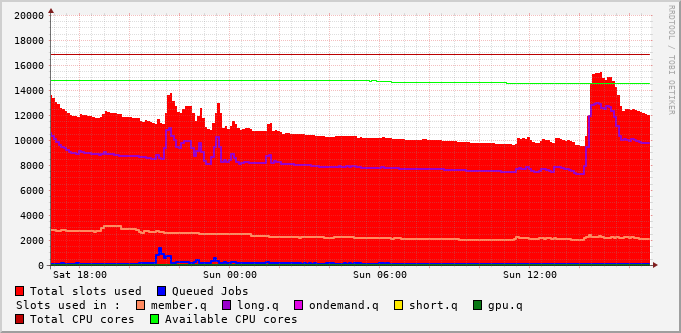 20000
18000
16000
14000
12000
10000
8000
6000
4000
2000
0
Sat 18:00 Sun 00:00 Sun 06:00 Sun 12:00
RRDTOOL / TOBI OETIKER
Total slots used Queued Jobs
Slots used in : member.q long.q ondemand.q short.q gpu.q
Total CPU cores Available CPU cores